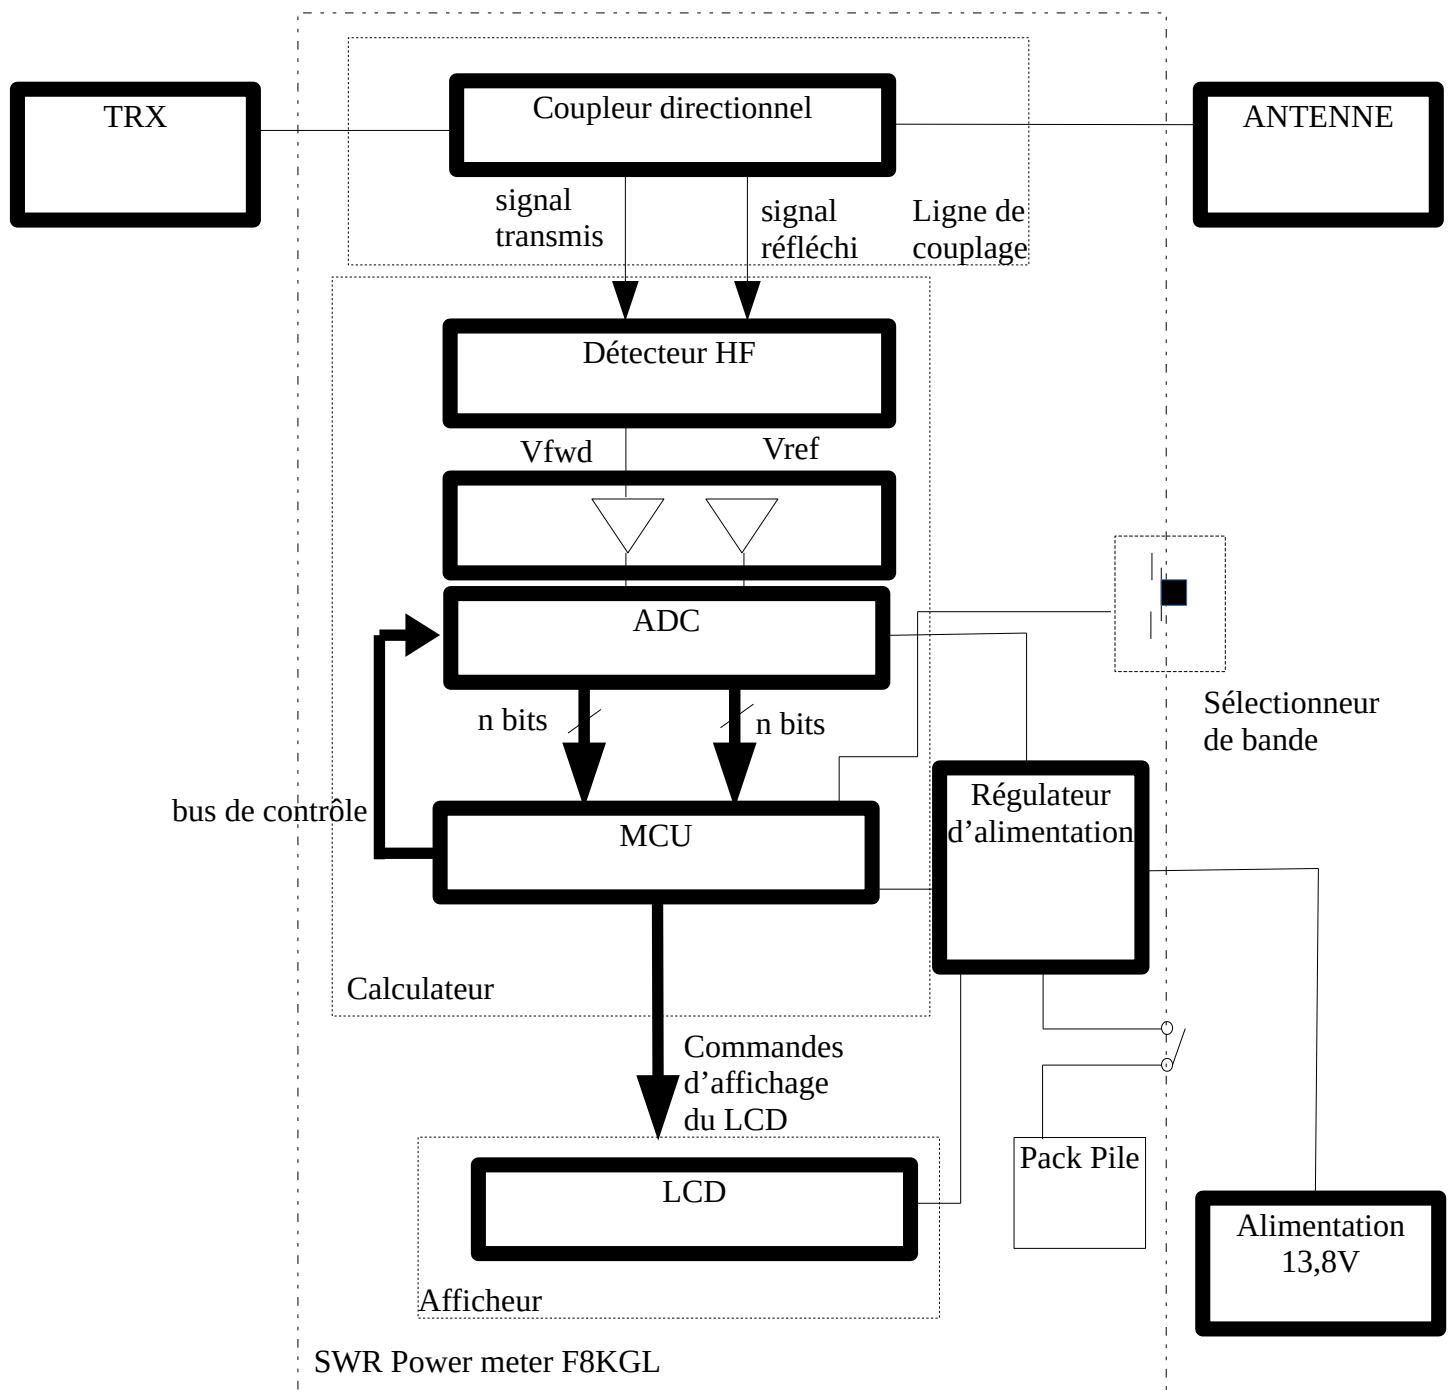 TRX
Coupleur directionnel
ANTENNE
signal
transmis
signal
réfléchi
Ligne de
couplage
Détecteur HF
Vfwd
Vref
ADC
n bits
n bits
Sélectionneur
de bande
bus de contrôle
MCU
Régulateur
d’alimentation
Calculateur
Commandes
d’affichage
du LCD
Pack Pile
LCD
Alimentation
13,8V
Afficheur
SWR Power meter F8KGL